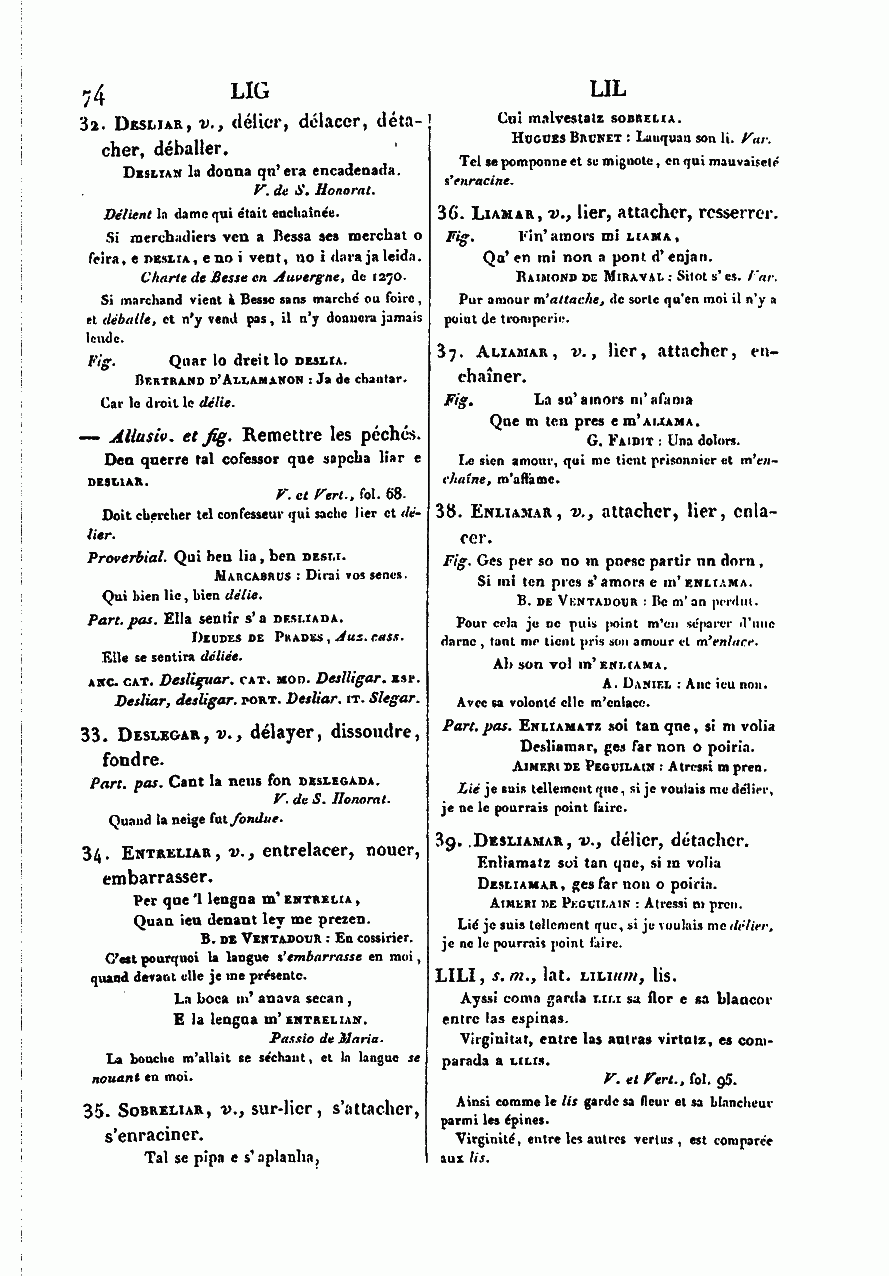 74 LIG LIL
32. Desliar, v., délier, délacer, déta-
cher, déballer.
Deslian la donna qu'era encadenada.
V. de S. Honorat.
Délient la dame qui était enchaînée.
Si merchadiers ven a Bessa ses merchat o
feira, e deslia, e no i vent, no i dara ja leida.
Charte de Besse en Auvergne, de 1270.
Si marchand vient à Besse sans marché ou foire,
et déballe, et n'y vend pas, il n'y donnera jamais
leude.
Fig. Quar lo dreit lo deslia.
Bertrand d'Allamanon : Ja de chantar.
Car le droit le délie.
— Allusiv. et fig. Remettre les péchés.
Deu querre tal cofessor que sapcha liar e
desliar.
V. et Vert., fol. 68.
Doit chercher tel confesseur qui sache lier et dé-
lier.
Proverbial. Qui ben lia, ben desli.
Marcabrus : Dirai vos senes.
Qui bien lie, bien délie.
Part. pas. Ella sentir s'a desliada.
Deudes de Prades, Auz. cass.
Elle se sentira déliée.
anc. cat. Desliguar. cat. mod. Deslligar. esp.
Desliar, desligar. port. Desliar. it. Slegar.
33. Deslegar, v., délayer, dissoudre,
fondre.
Part. pas. Cant la neus fon deslegada.
V. de S. Honorat.
Quand la neige fut fondue.
34. Entreliar, v., entrelacer, nouer,
embarrasser.
Per que 'l lengua m'entrelia,
Quan ieu denant ley me prezen.
B. de Ventadour : En cossirier.
C'est pourquoi la langue s'embarrasse en moi,
quand devant elle je me présente.
La boca m'anava secan,
E la lengua m'entrelian.
Passio de Maria.
La bouche m'allait se séchant, et la langue se
nouant en moi.
35. Sobreliar, v., sur-lier, s'attacher,
s'enraciner.
Tal se pipa e s'aplanha,
Cui malvestatz sobrelia.
Hugues Brunet : Lanquan son li. Var.
Tel se pomponne et se mignote, en qui mauvaiseté
s'enracine.
36. Liamar, v., lier, attacher, resserrer.
Fig. Fin'amors mi liama,
Qu'en mi non a pont d'enjan.
Raimond de Miraval : Sitot s'es. Var.
Pur amour m'attache, de sorte qu'en moi il n'y a
point de tromperie.
37. Aliamar, v., lier, attacher, en-
chaîner.
Fig. La su'amors m'afama
Que m ten pres e m'aliama.
G. Faidit : Una dolors.
Le sien amour, qui me tient prisonnier et m'en-
chaîne, m'affame.
38. Enliamar, v., attacher, lier, enla-
cer.
Fig. Ges per so no m puesc partir un dorn,
Si mi ten pres s'amors e m'enliama.
B. de Ventadour : Be m'an perdut.
Pour cela je ne puis point m'en séparer d'une
darne, tant me tient pris son amour et m'enlace.
Ab son vol m'enliama.
A. Daniel : Anc ieu non.
Avec sa volonté elle m'enlace.
Part. pas. Enliamatz soi tan que, si m volia
Desliamar, ges far non o poiria.
Aimeri de Peguilain : Atressi m pren.
Lié je suis tellement que, si je voulais me délier,
je ne le pourrais point faire.
39. Desliamar, v., délier, détacher.
Enliamatz soi tan que, si m volia
Desliamar, ges far non o poiria.
Aimeri de Peguilain : Atressi m pren.
Lié je suis tellement que, si je voulais me délier,
je ne le pourrais point faire.
LILI, s. m., lat. lilium, lis.
Ayssi coma garda lili sa flor e sa blancor
entre las espinas.
Virginitat, entre las autras virtutz, es com-
parada a lilis.
V. et Vert., fol. 95.
Ainsi comme le lis garde sa fleur et sa blancheur
parmi les épines.
Virginité, entre les autres vertus, est comparée
aux lis.